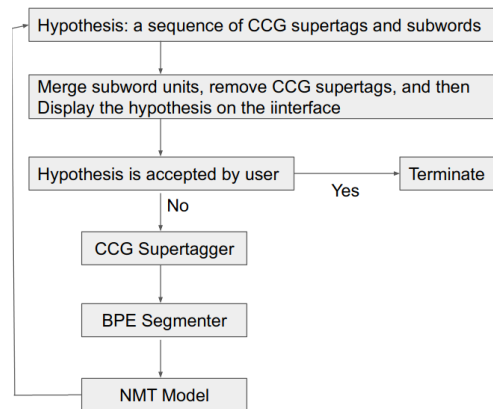 Hypothesis: a sequence of CCG supertags and subwords
Merge subword units, remove CCG supertags, and then
Display the hypothesis on the iinterface
Hypothesis is accepted by user
Terminate
Yes
No
CCG Supertagger
BPE Segmenter
NMT Model